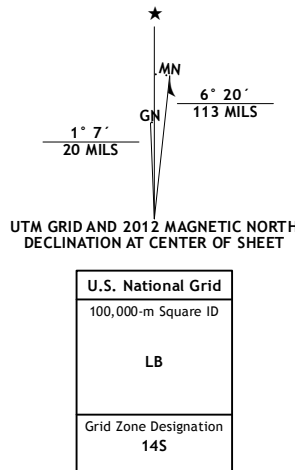 ★
MN
6° 20´
113 MILS
GN
1° 7´
20 MILS
UTM GRID AND 2012 MAGNETIC NORTH
DECLINATION AT CENTER OF SHEET
U.S. National Grid
100,000-m Square ID
LB
Grid Zone Designation
14S